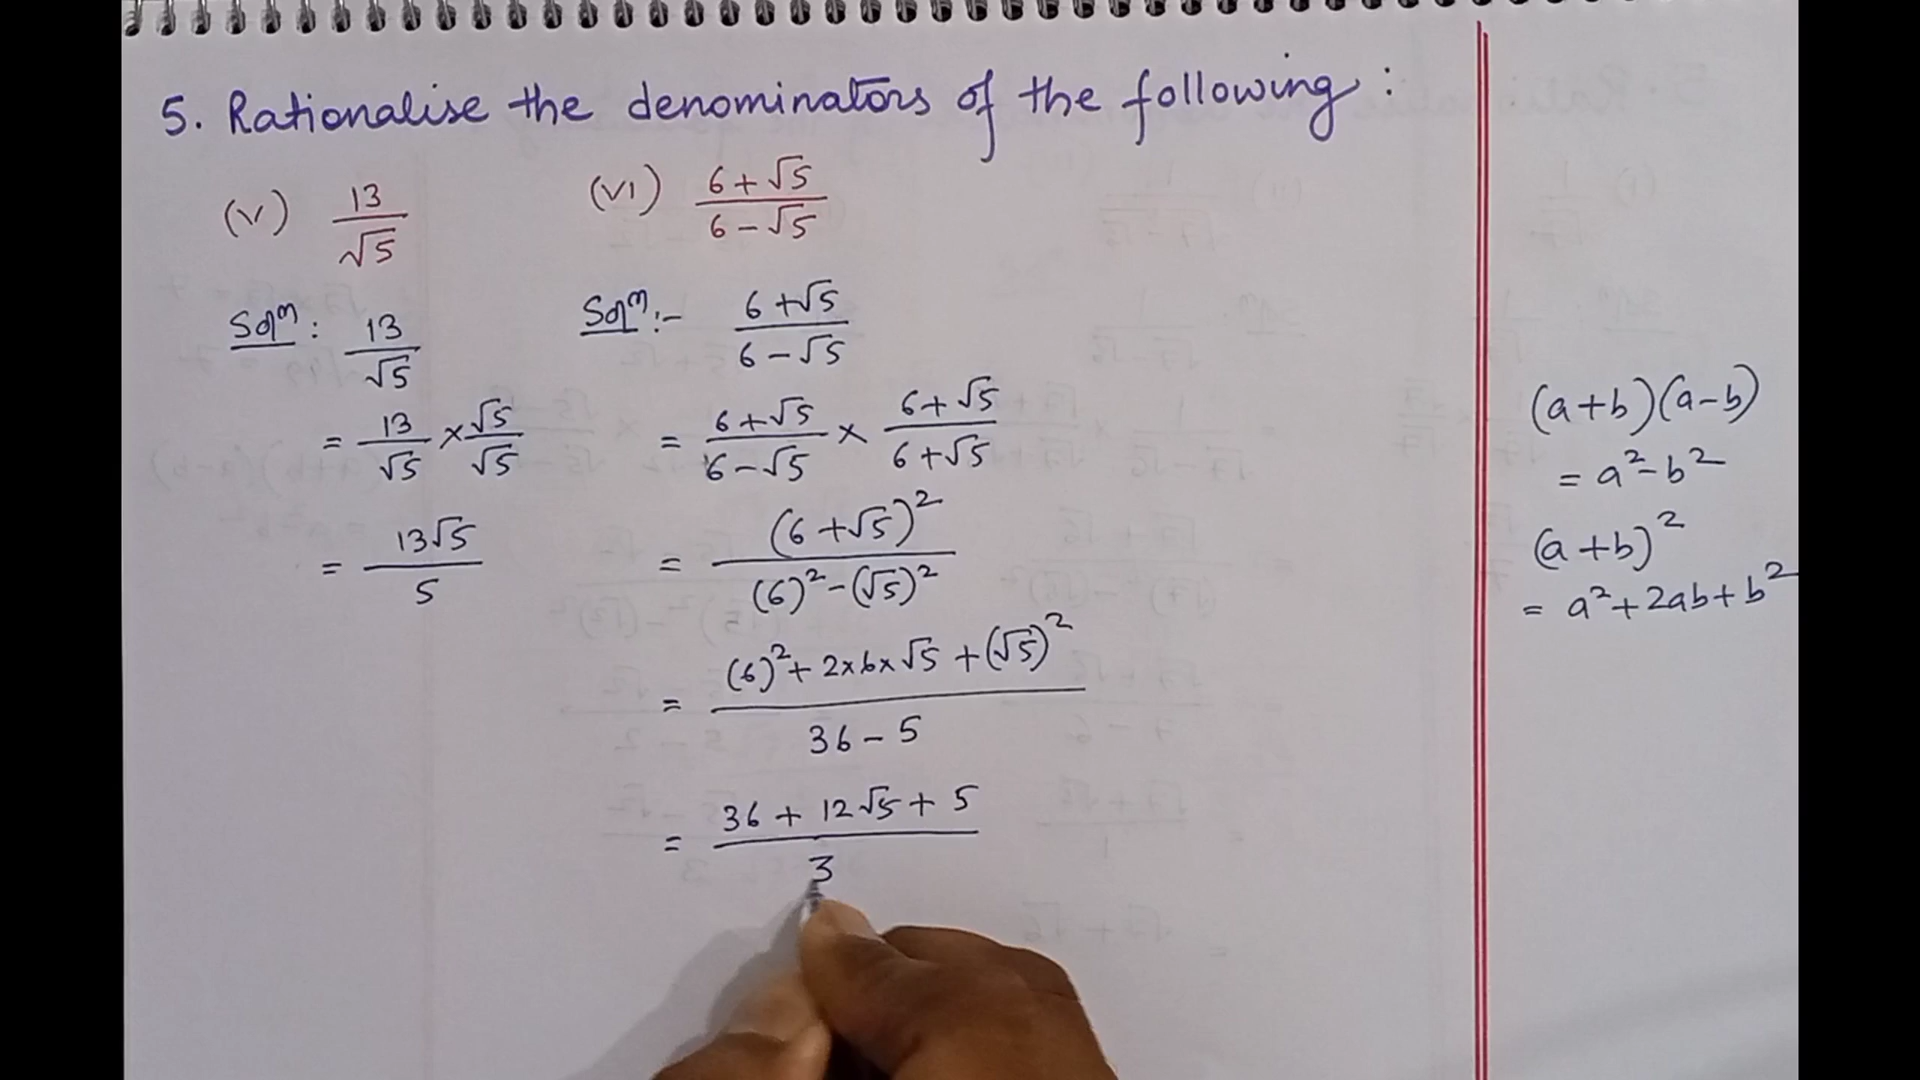 5. Rationalise the denominators of the following :
(v) 13/√5
(vi) (6+√5)/(6-√5)
Soln : 13/√5
= 13/√5 × √5/√5
= 13√5/5
Soln :- (6+√5)/(6-√5)
= (6+√5)/(6-√5) × (6+√5)/(6+√5)
= (6+√5)²/((6)²-(√5)²)
= ((6)²+2×6×√5+(√5)²)/(36-5)
= (36+12√5+5)/3
(a+b)(a-b)
= a²-b²
(a+b)²
= a²+2ab+b²